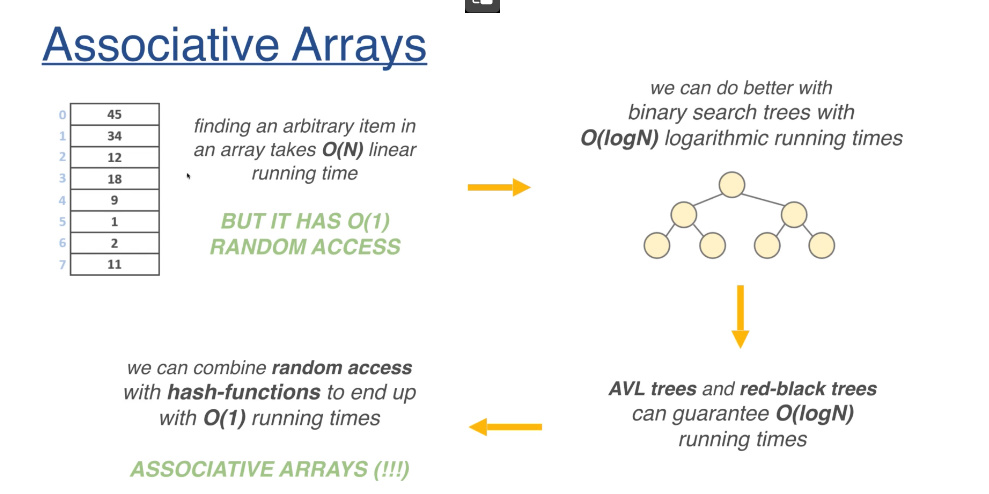 Associative Arrays
0 45
1 34
2 12
3 18
4 9
5 1
6 2
7 11
finding an arbitrary item in
an array takes O(N) linear
running time
BUT IT HAS O(1)
RANDOM ACCESS
we can do better with
binary search trees with
O(logN) logarithmic running times
AVL trees and red-black trees
can guarantee O(logN)
running times
we can combine random access
with hash-functions to end up
with O(1) running times
ASSOCIATIVE ARRAYS (!!!)